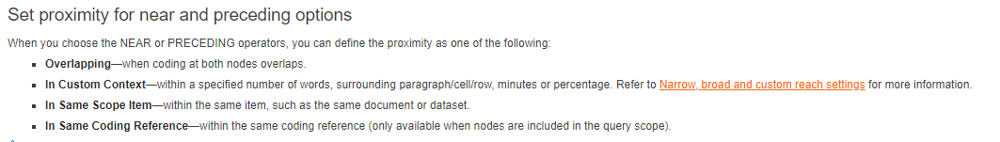 Set proximity for near and preceding options
When you choose the NEAR or PRECEDING operators, you can define the proximity as one of the following:
▪ Overlapping—when coding at both nodes overlaps.
▪ In Custom Context—within a specified number of words, surrounding paragraph/cell/row, minutes or percentage. Refer to Narrow, broad and custom reach settings for more information.
▪ In Same Scope Item—within the same item, such as the same document or dataset.
▪ In Same Coding Reference—within the same coding reference (only available when nodes are included in the query scope).